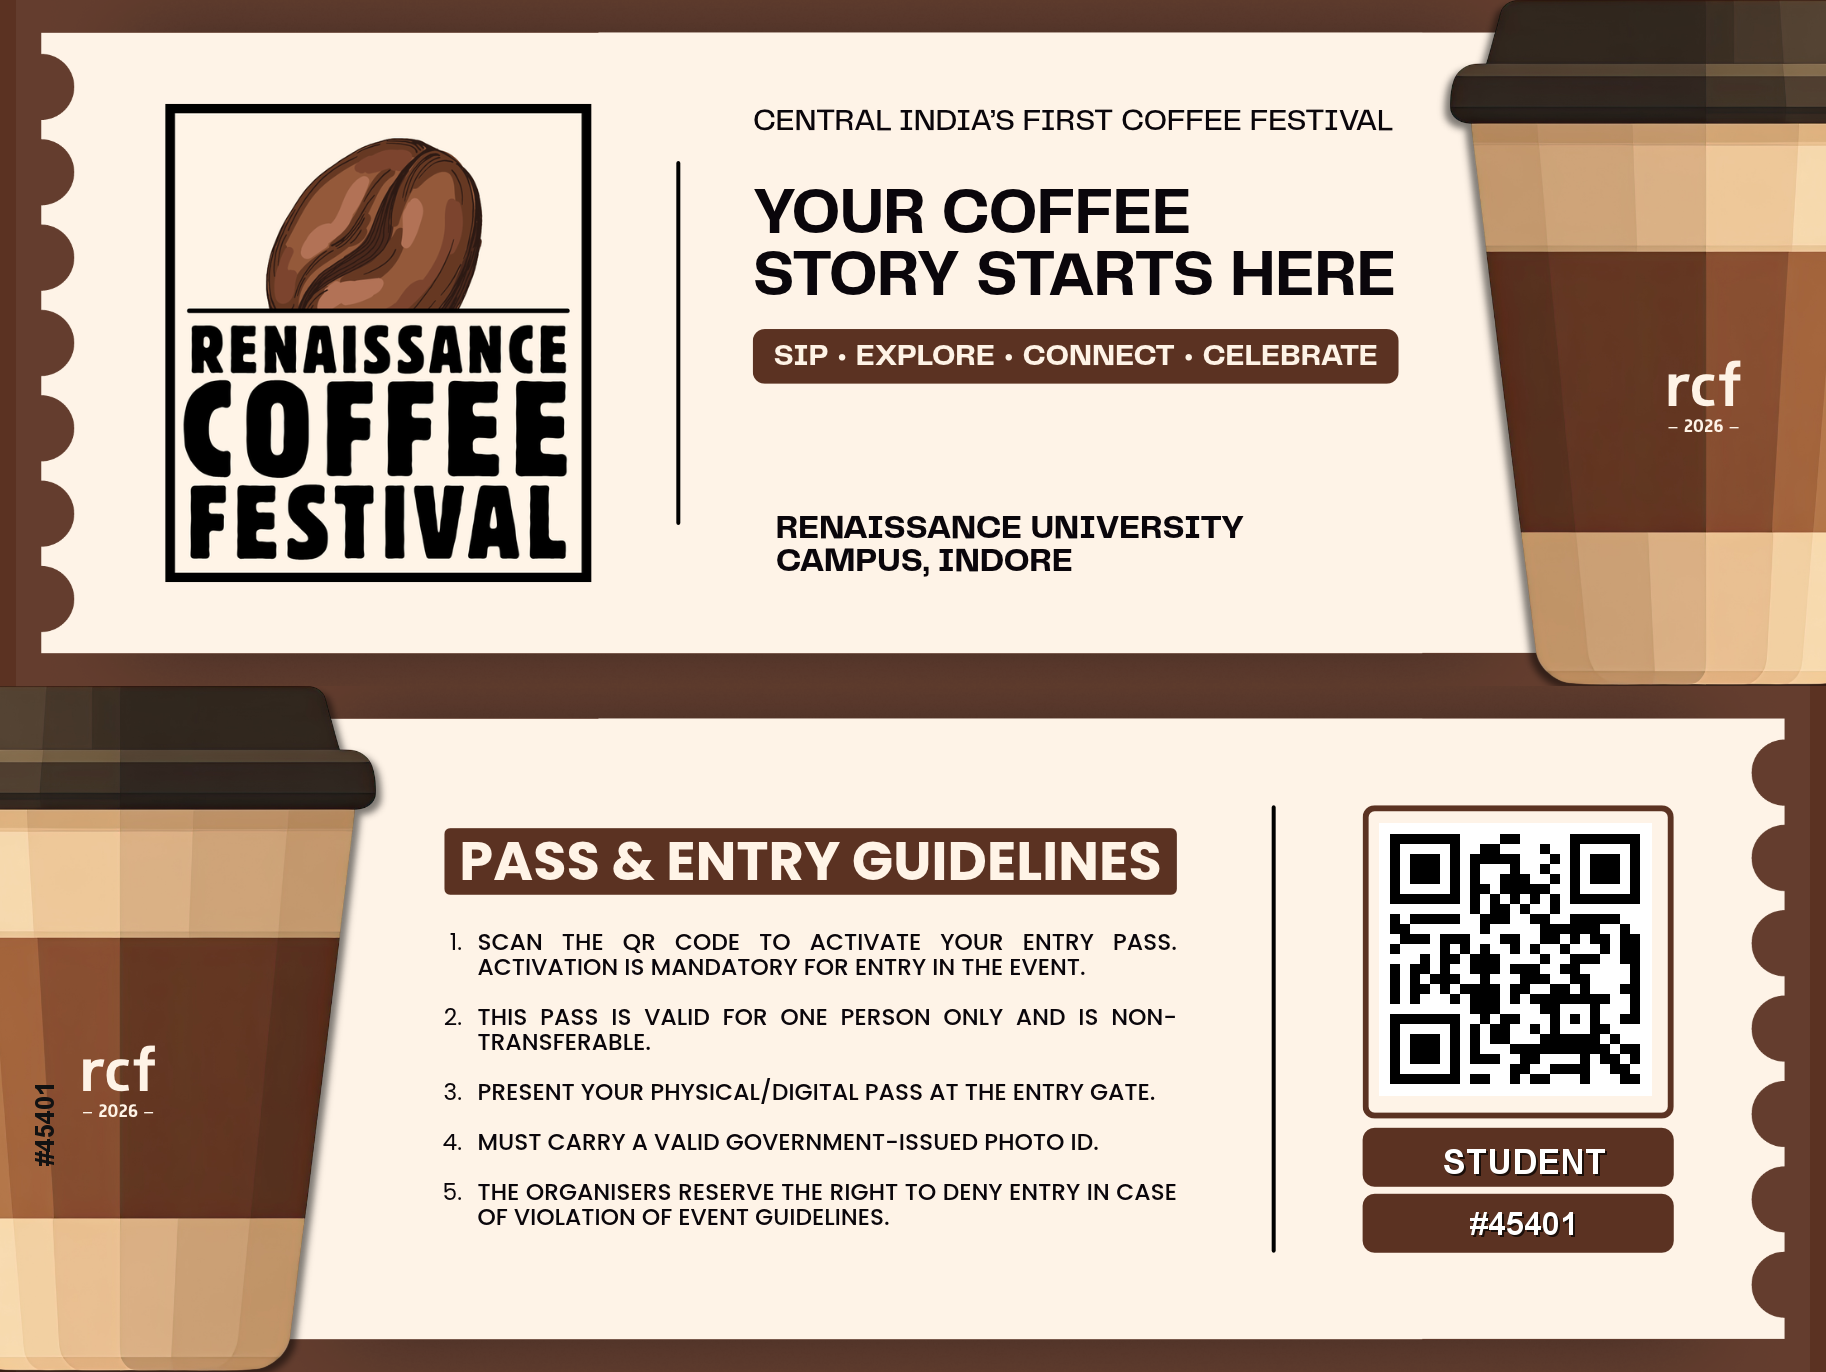 CENTRAL INDIA'S FIRST COFFEE FESTIVAL
YOUR COFFEE
STORY STARTS HERE
SIP • EXPLORE • CONNECT • CELEBRATE
RENAISSANCE
COFFEE
FESTIVAL
RENAISSANCE UNIVERSITY
CAMPUS, INDORE
rcf
– 2026 –
PASS & ENTRY GUIDELINES
1. SCAN THE QR CODE TO ACTIVATE YOUR ENTRY PASS.
ACTIVATION IS MANDATORY FOR ENTRY IN THE EVENT.
2. THIS PASS IS VALID FOR ONE PERSON ONLY AND IS NON-
TRANSFERABLE.
3. PRESENT YOUR PHYSICAL/DIGITAL PASS AT THE ENTRY GATE.
4. MUST CARRY A VALID GOVERNMENT-ISSUED PHOTO ID.
5. THE ORGANISERS RESERVE THE RIGHT TO DENY ENTRY IN CASE
OF VIOLATION OF EVENT GUIDELINES.
rcf
– 2026 –
#45401
STUDENT
#45401